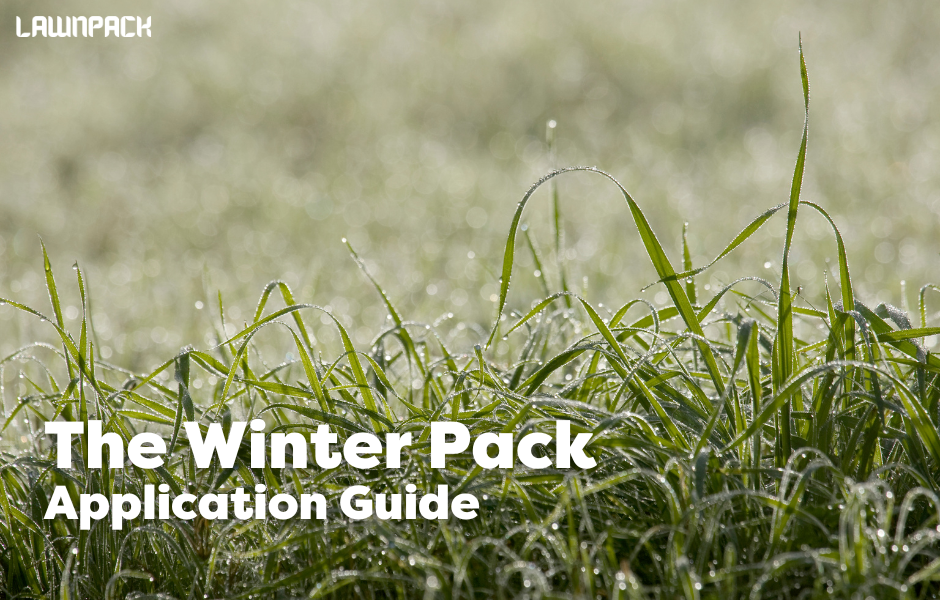 LAWNPACK
The Winter Pack
Application Guide